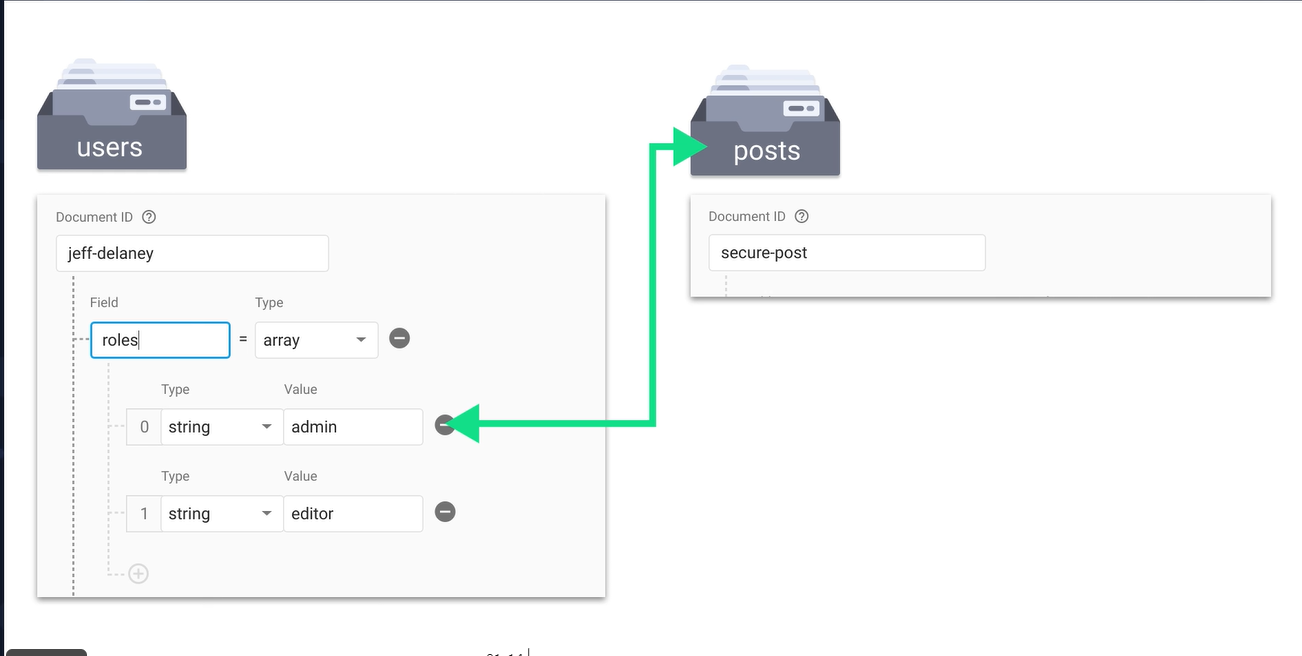 users
posts
Document ID ?
jeff-delaney
Document ID ?
secure-post
Field Type
roles = array
Type Value
0 string admin
Type Value
1 string editor